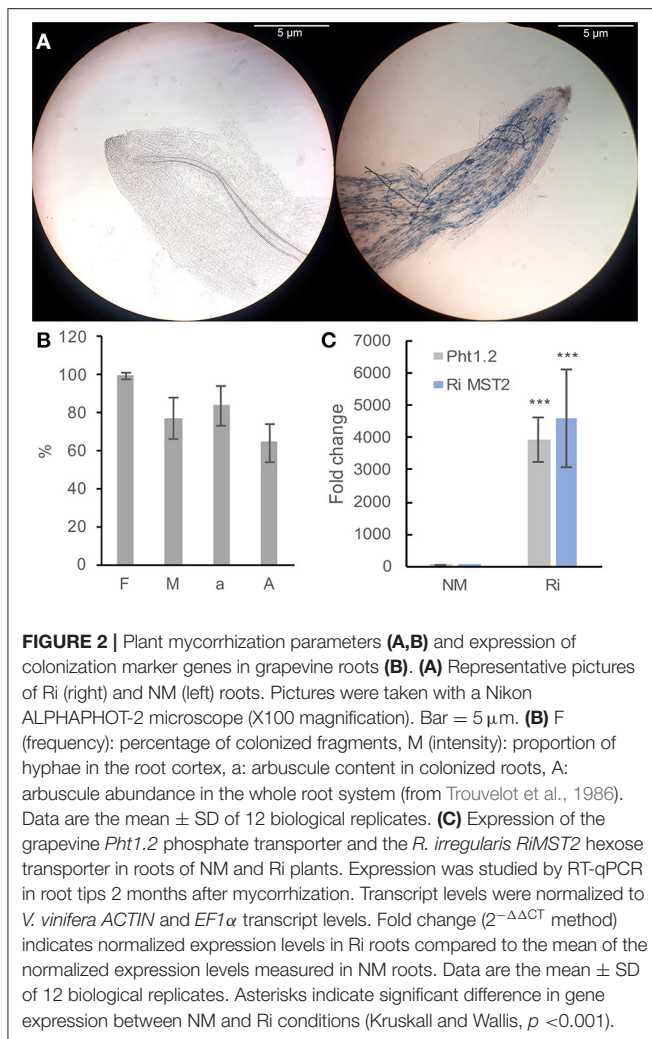 A
5 μm
5 μm
B
120
100
80
60
40
20
0
%
F
M
a
A
C
7000
6000
5000
4000
3000
2000
1000
0
Fold change
Pht1.2
Ri MST2
***
***
NM
Ri
FIGURE 2 | Plant mycorrhization parameters (A,B) and expression of
colonization marker genes in grapevine roots (B). (A) Representative pictures
of Ri (right) and NM (left) roots. Pictures were taken with a Nikon
ALPHAPHOT-2 microscope (X100 magnification). Bar = 5 μm. (B) F
(frequency): percentage of colonized fragments, M (intensity): proportion of
hyphae in the root cortex, a: arbuscule content in colonized roots, A:
arbuscule abundance in the whole root system (from Trouvelot et al., 1986).
Data are the mean ± SD of 12 biological replicates. (C) Expression of the
grapevine Pht1.2 phosphate transporter and the R. irregularis RiMST2 hexose
transporter in roots of NM and Ri plants. Expression was studied by RT-qPCR
in root tips 2 months after mycorrhization. Transcript levels were normalized to
V. vinifera ACTIN and EF1α transcript levels. Fold change (2−ΔΔCT method)
indicates normalized expression levels in Ri roots compared to the mean of the
normalized expression levels measured in NM roots. Data are the mean ± SD
of 12 biological replicates. Asterisks indicate significant difference in gene
expression between NM and Ri conditions (Kruskall and Wallis, p <0.001).